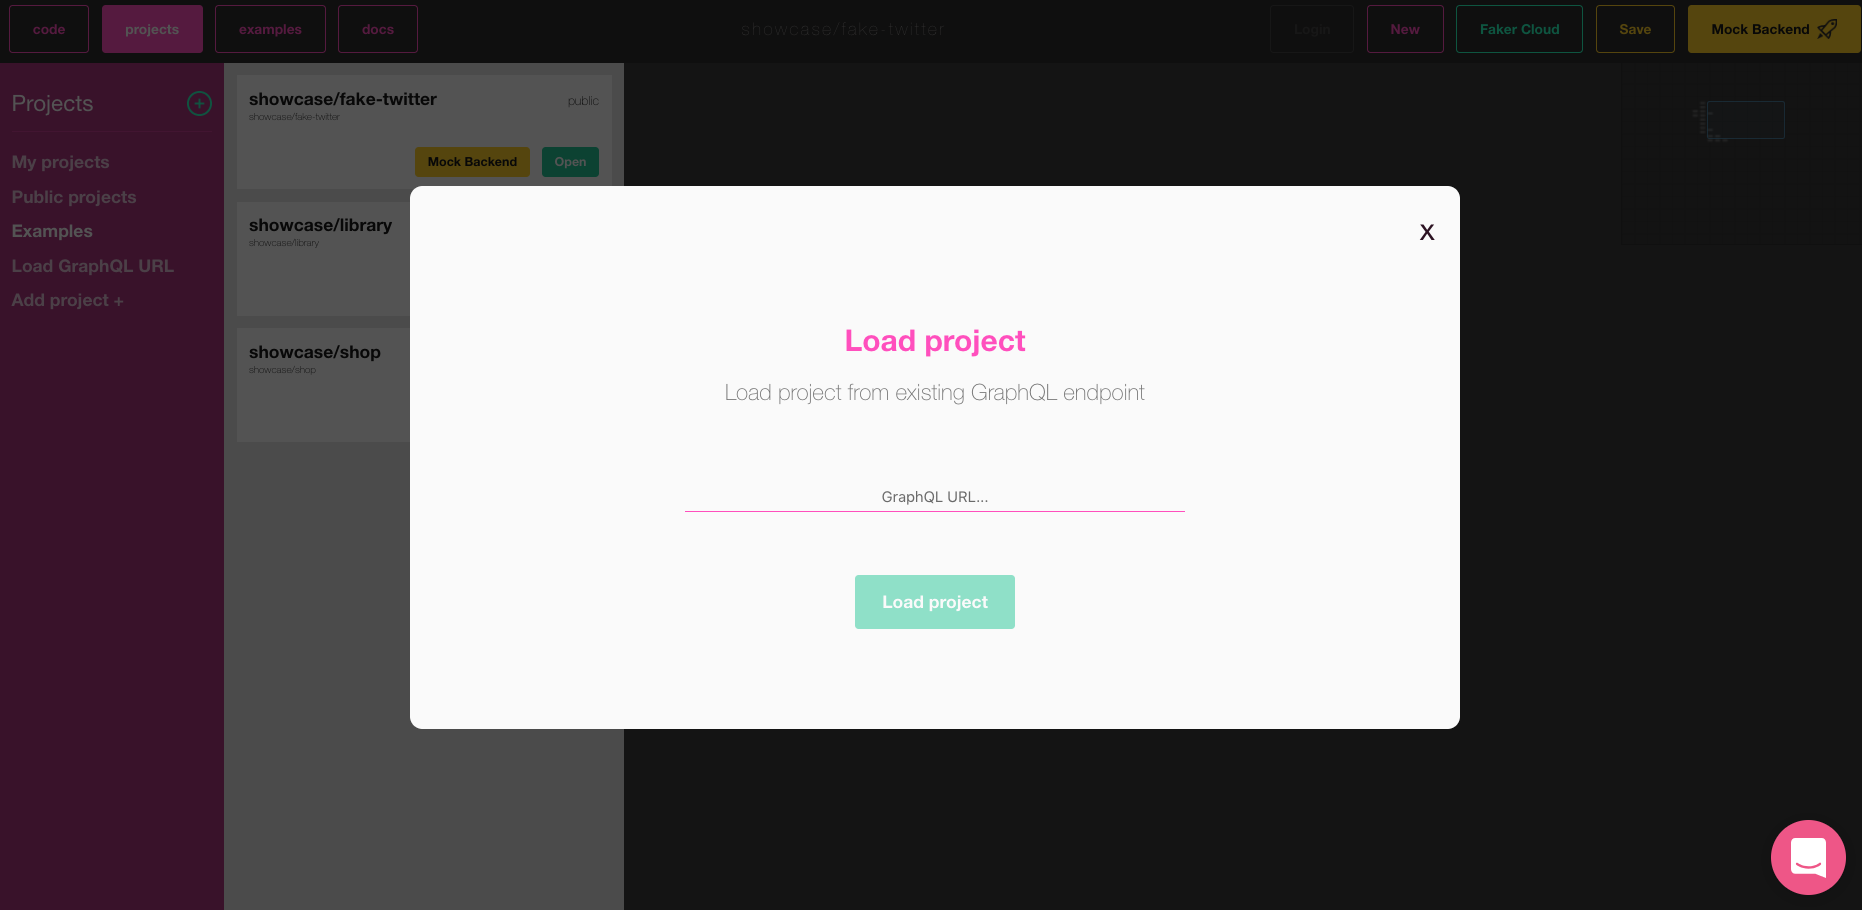 code
projects
examples
docs
showcase/fake-twitter
Login
New
Faker Cloud
Save
Mock Backend
Projects
My projects
Public projects
Examples
Load GraphQL URL
Add project +
showcase/fake-twitter
public
showcase/fake-twitter
Mock Backend
Open
showcase/library
showcase/library
showcase/shop
showcase/shop
X
Load project
Load project from existing GraphQL endpoint
GraphQL URL...
Load project